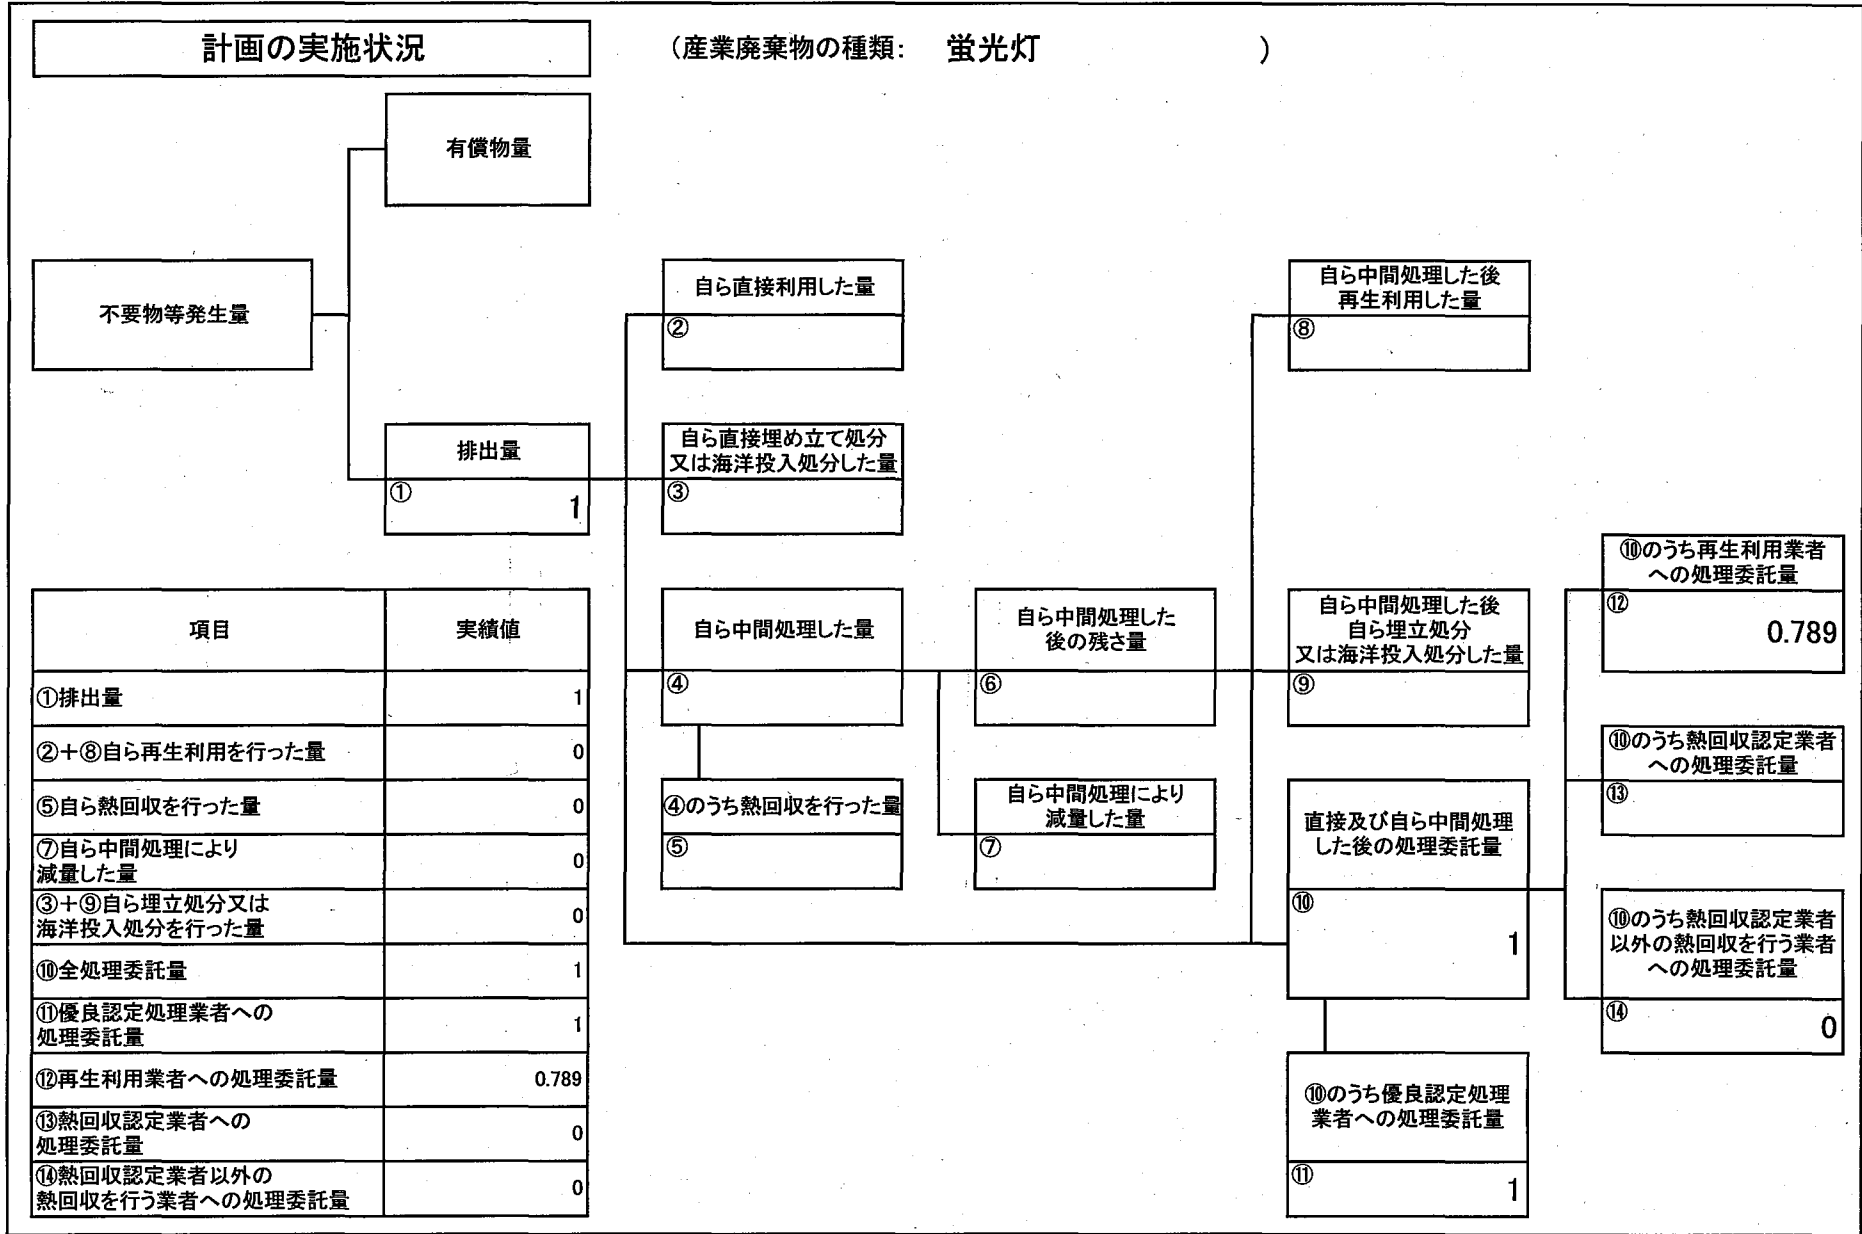 計画の実施状況
(産業廃棄物の種類: 蛍光灯 )
有償物量
不要物等発生量
自ら直接利用した量
②
自ら中間処理した後
再生利用した量
⑧
排出量
①
1
自ら直接埋め立て処分
又は海洋投入処分した量
③
⑩のうち再生利用業者
への処理委託量
⑫
0.789
自ら中間処理した量
④
自ら中間処理した
後の残さ量
⑥
自ら中間処理した後
自ら埋立処分
又は海洋投入処分した量
⑨
⑩のうち熱回収認定業者
への処理委託量
⑬
④のうち熱回収を行った量
⑤
自ら中間処理により
減量した量
⑦
直接及び自ら中間処理
した後の処理委託量
⑩
1
⑩のうち熱回収認定業者
以外の熱回収を行う業者
への処理委託量
⑭
0
⑩のうち優良認定処理
業者への処理委託量
⑪
1
項目 実績値
①排出量 1
②+⑧自ら再生利用を行った量 0
⑤自ら熱回収を行った量 0
⑦自ら中間処理により
減量した量 0
③+⑨自ら埋立処分又は
海洋投入処分を行った量 0
⑩全処理委託量 1
⑪優良認定処理業者への
処理委託量 1
⑫再生利用業者への処理委託量 0.789
⑬熱回収認定業者への
処理委託量 0
⑭熱回収認定業者以外の
熱回収を行う業者への処理委託量 0